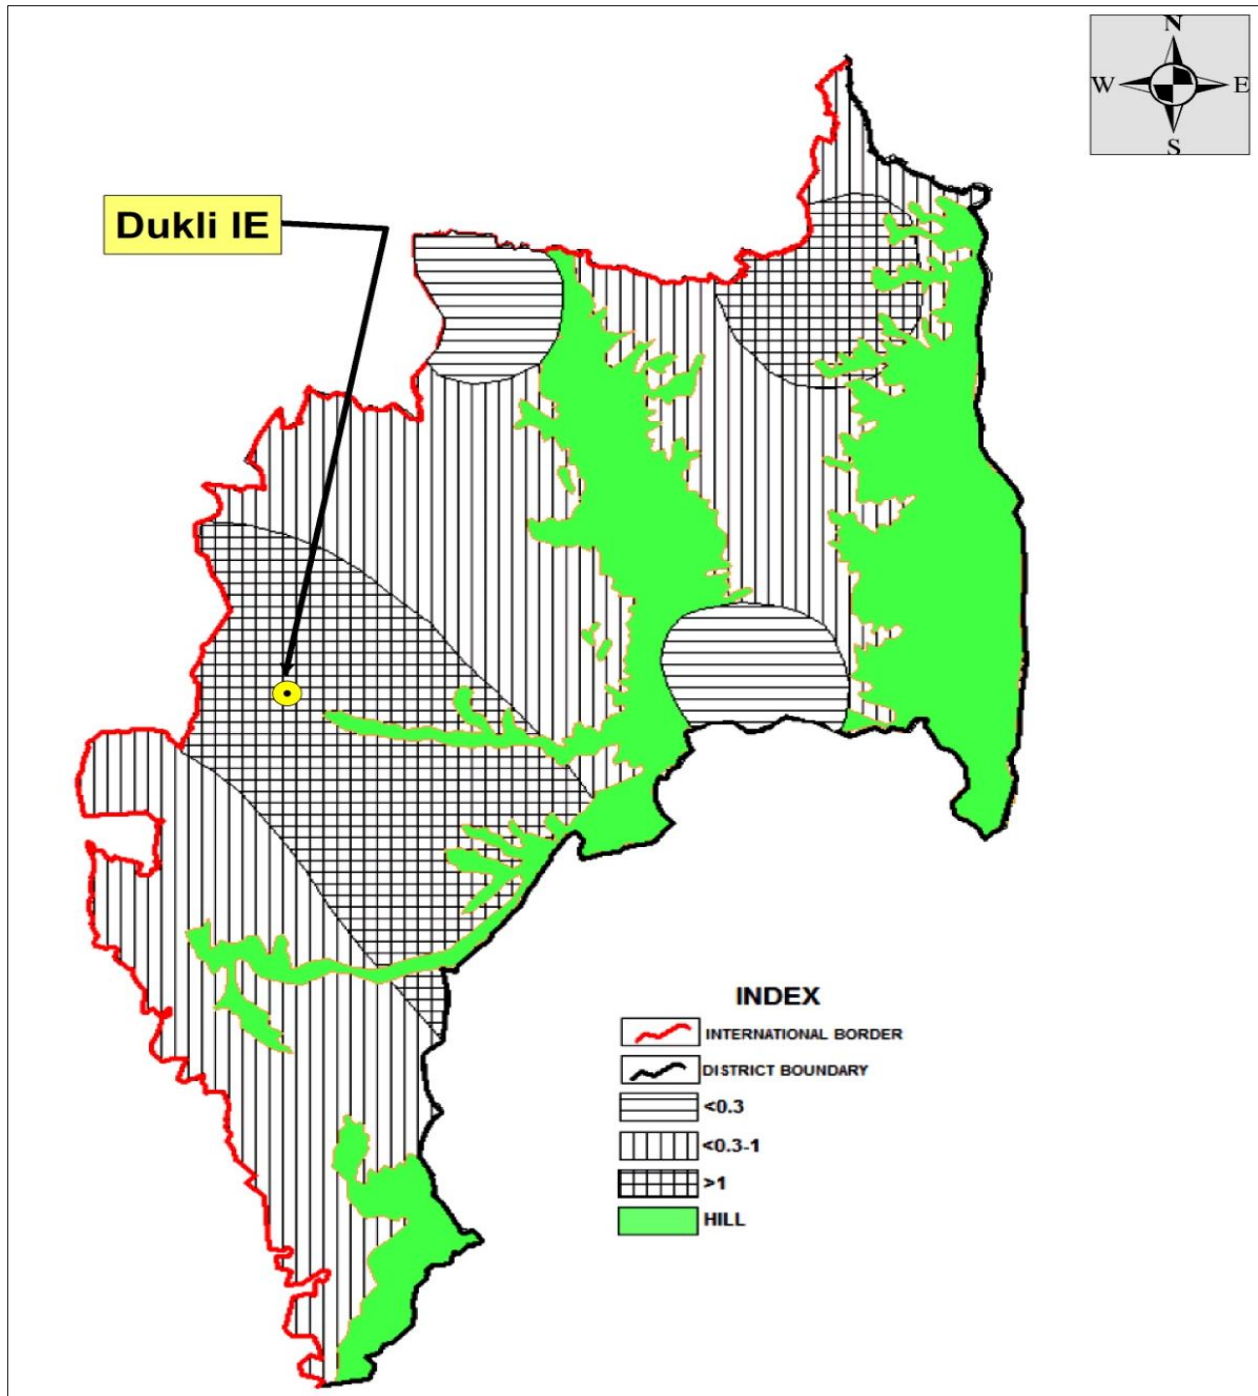 N
W E
S
Dukli IE
INDEX
INTERNATIONAL BORDER
DISTRICT BOUNDARY
<0.3
<0.3-1
>1
HILL